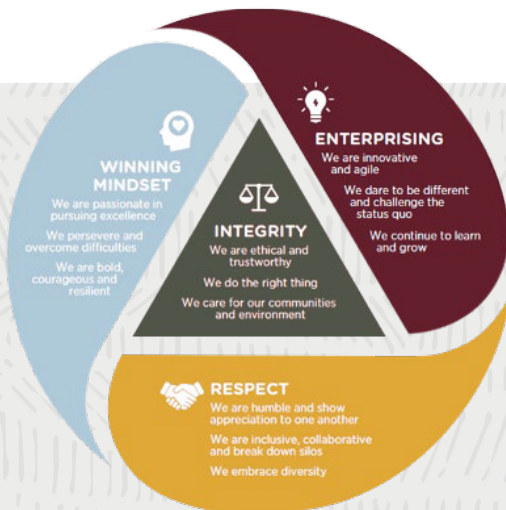 WINNING
MINDSET
We are passionate in
pursuing excellence
We persevere and
overcome difficulties
We are bold,
courageous and
resilient
ENTERPRISING
We are innovative
and agile
We dare to be different
and challenge the
status quo
We continue to learn
and grow
INTEGRITY
We are ethical and
trustworthy
We do the right thing
We care for our communities
and environment
RESPECT
We are humble and show
appreciation to one another
We are inclusive, collaborative
and break down silos
We embrace diversity